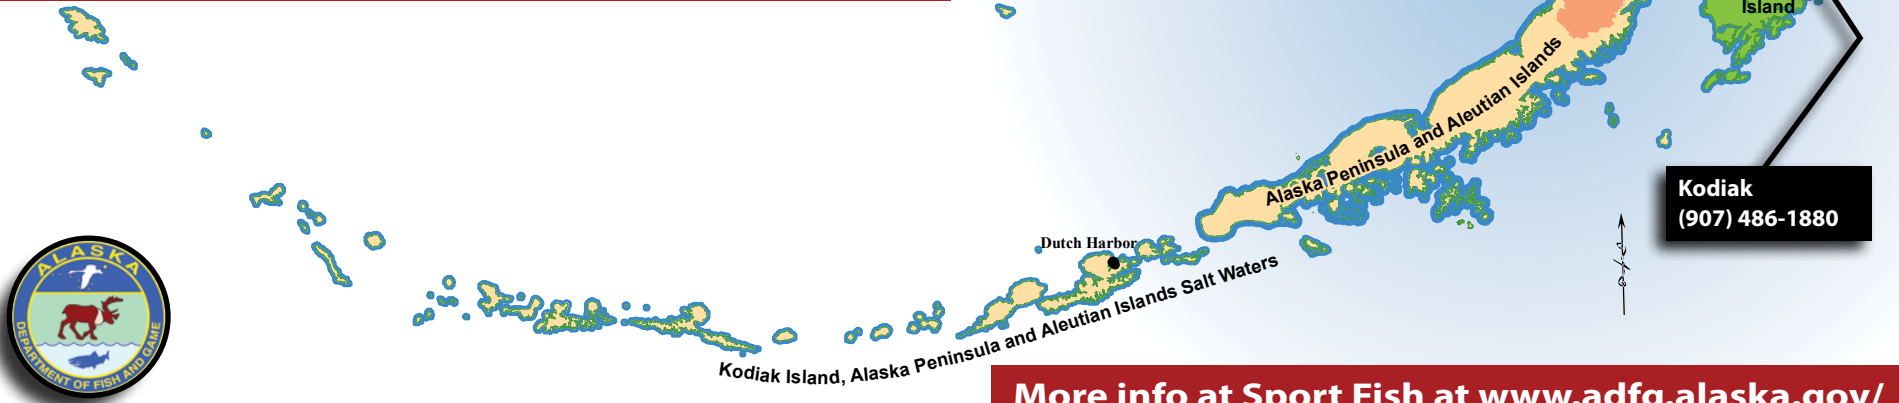 Island
Alaska Peninsula and Aleutian Islands
Kodiak
(907) 486-1880
Dutch Harbor
Kodiak Island, Alaska Peninsula and Aleutian Islands Salt Waters
ALASKA
DEPARTMENT OF FISH AND GAME
More info at Sport Fish at www.adfg.alaska.gov/